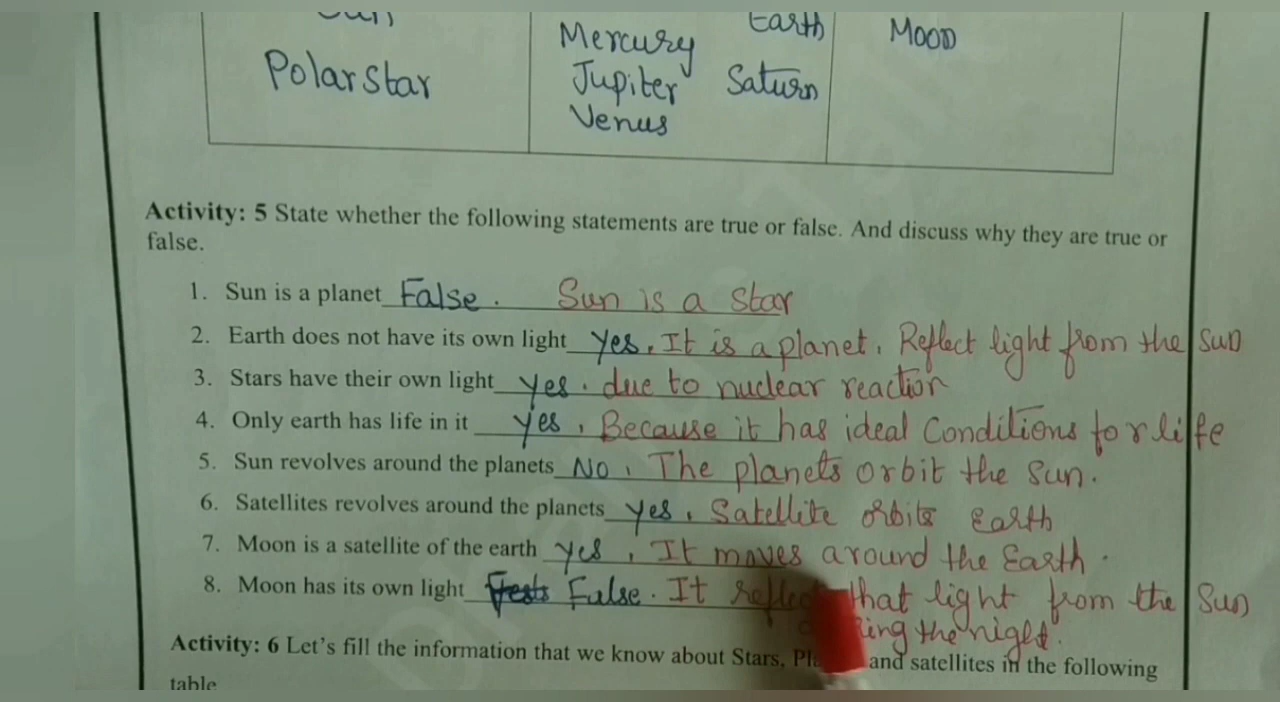 Sun Earth MOOD
Mercury
Polar star Jupiter Saturn
Venus
Activity: 5 State whether the following statements are true or false. And discuss why they are true or
false.
1. Sun is a planet False. Sun is a star
2. Earth does not have its own light yes. It is a planet. Reflect light from the Sun
3. Stars have their own light yes. due to nuclear reaction
4. Only earth has life in it yes, Because it has ideal Conditions for life
5. Sun revolves around the planets No, The planets orbit the Sun.
6. Satellites revolves around the planets yes, Satellite orbits Earth
7. Moon is a satellite of the earth yes, It moves around the Earth.
8. Moon has its own light False. It that light from the Sun
the night.
Activity: 6 Let's fill the information that we know about Stars, and satellites in the following
table